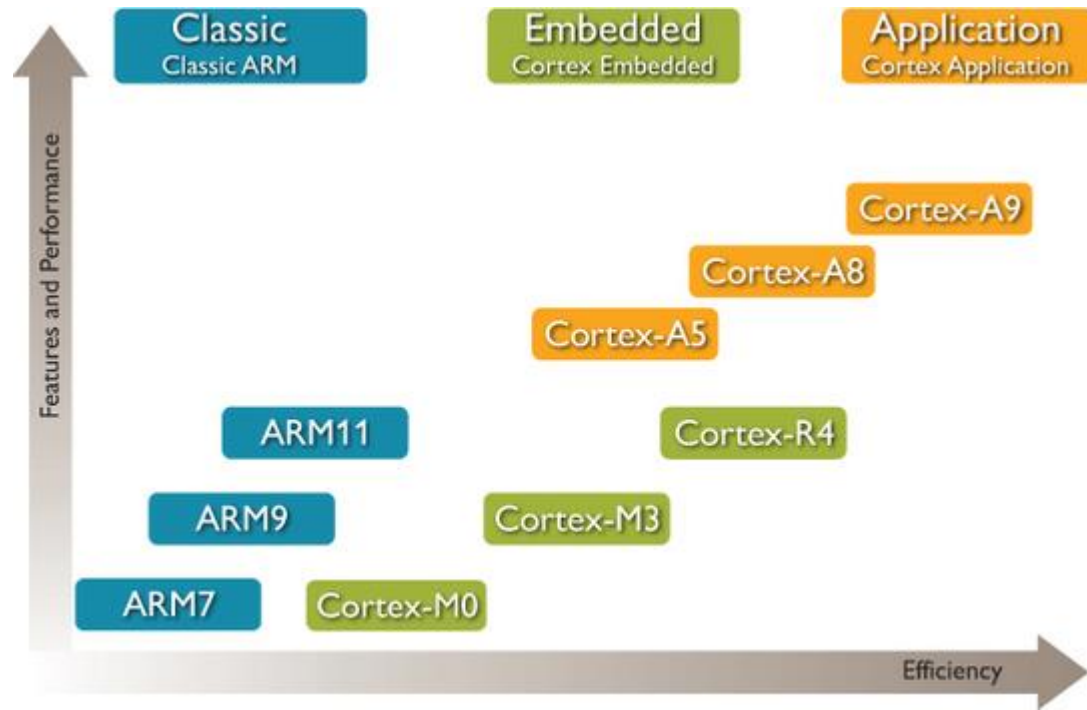 Classic
Classic ARM
Embedded
Cortex Embedded
Application
Cortex Application
Features and Performance
Cortex-A9
Cortex-A8
Cortex-A5
ARM11
Cortex-R4
ARM9
Cortex-M3
ARM7
Cortex-M0
Efficiency